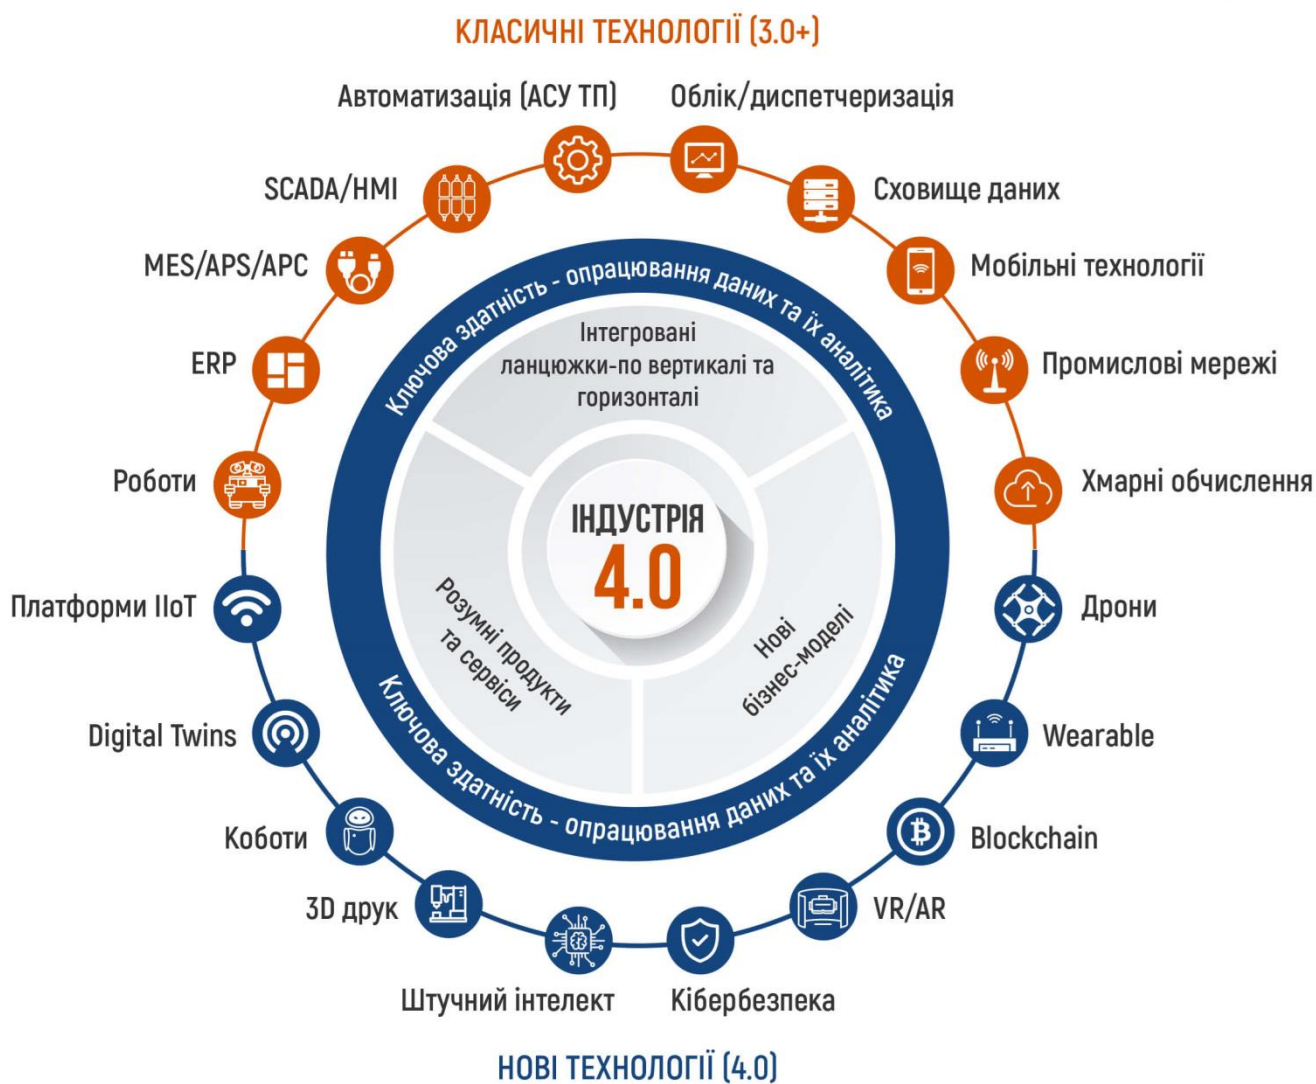 КЛАСИЧНІ ТЕХНОЛОГІЇ (3.0+)
Автоматизація (АСУ ТП)
Облік/диспетчеризація
SCADA/HMI
Сховище даних
MES/APS/APC
Мобільні технології
ERP
Промислові мережі
Роботи
Хмарні обчислення
Ключова здатність - опрацювання даних та їх аналітика
Інтегровані
ланцюжки-по вертикалі та
горизонталі
ІНДУСТРІЯ
4.0
Розумні продукти
та сервіси
Нові
бізнес-моделі
Ключова здатність - опрацювання даних та їх аналітика
Платформи IIoT
Дрони
Digital Twins
Wearable
Коботи
Blockchain
3D друк
VR/AR
Штучний інтелект
Кібербезпека
НОВІ ТЕХНОЛОГІЇ (4.0)